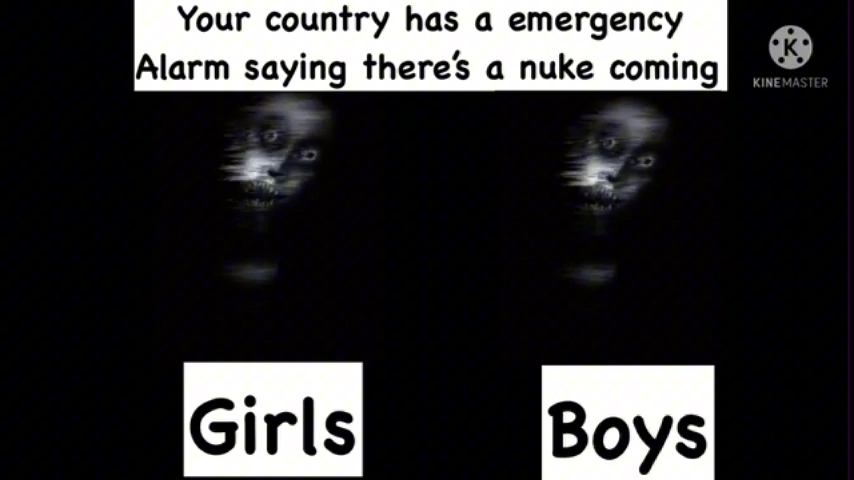 Your country has a emergency
Alarm saying there's a nuke coming
K
KINEMASTER
Girls
Boys